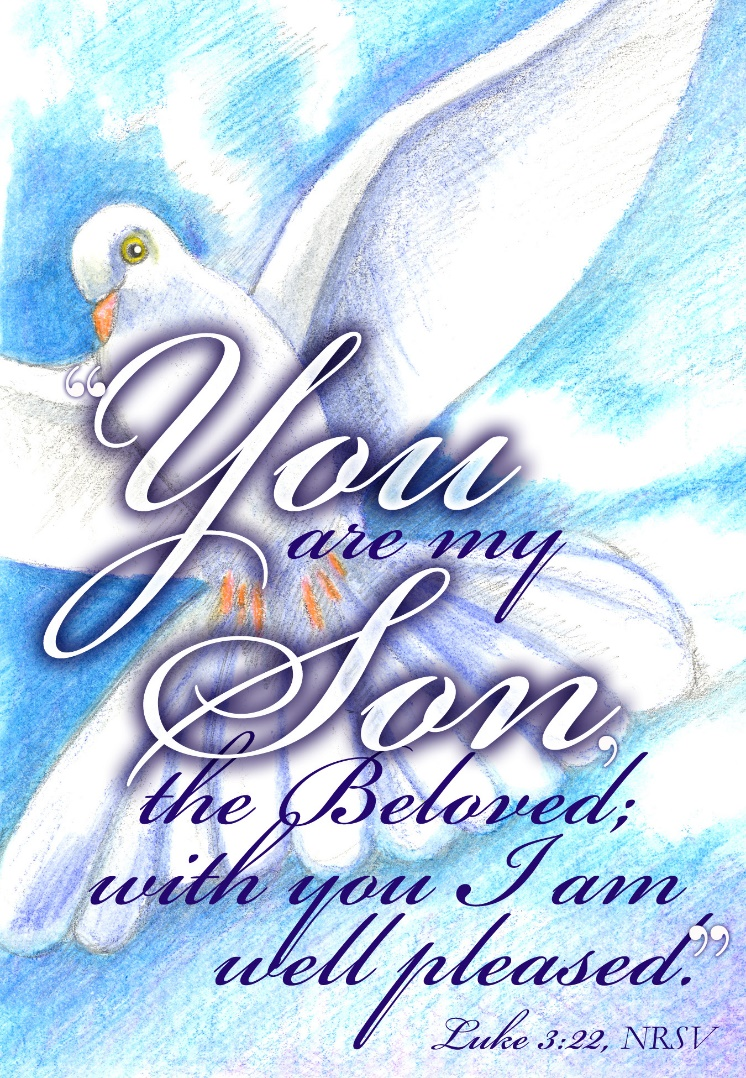 “You
are my
Son,
the Beloved;
with you I am
well pleased.”
Luke 3:22, NRSV